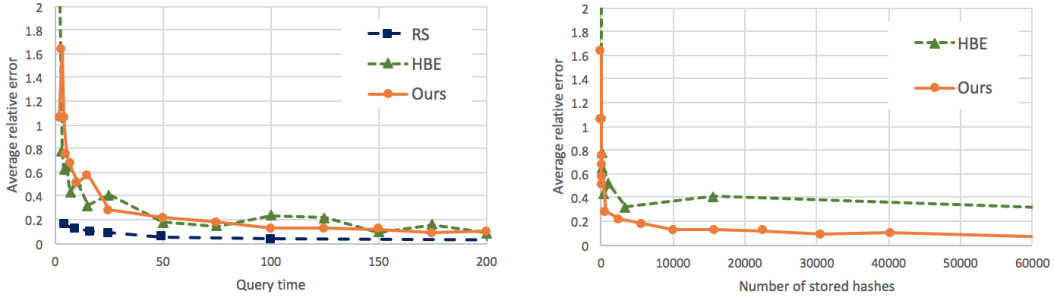 2
1.8
1.6
1.4
1.2
1
0.8
0.6
0.4
0.2
0
Average relative error
RS
HBE
Ours
0 50 100 150 200
Query time
2
1.8
1.6
1.4
1.2
1
0.8
0.6
0.4
0.2
0
Average relative error
HBE
Ours
0 10000 20000 30000 40000 50000 60000
Number of stored hashes